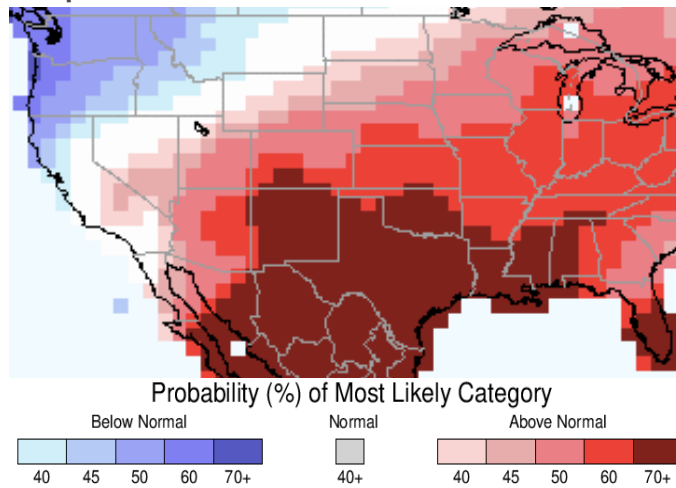 Probability (%) of Most Likely Category
Below Normal Normal Above Normal
40 45 50 60 70+ 40+ 40 45 50 60 70+